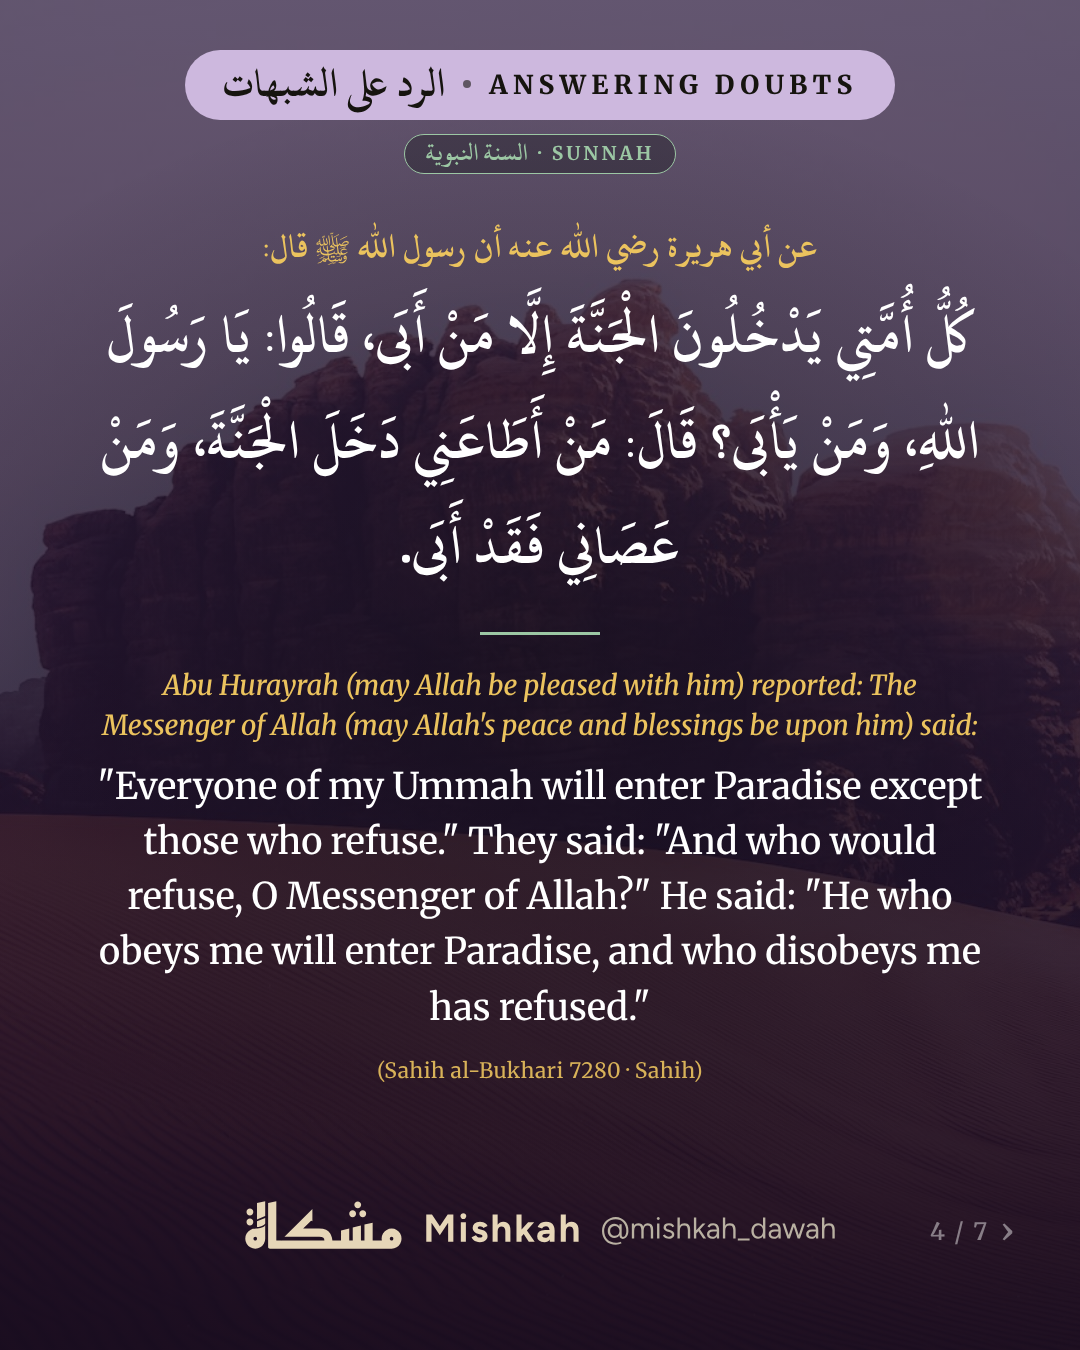 الرد على الشبهات • ANSWERING DOUBTS
السنة النبوية · SUNNAH
عن أبي هريرة رضي الله عنه أن رسول الله ﷺ قال:
كُلُّ أُمَّتِي يَدْخُلُونَ الْجَنَّةَ إِلَّا مَنْ أَبَى، قَالُوا: يَا رَسُولَ
اللهِ، وَمَنْ يَأْبَى؟ قَالَ: مَنْ أَطَاعَنِي دَخَلَ الْجَنَّةَ، وَمَنْ
عَصَانِي فَقَدْ أَبَى.
Abu Hurayrah (may Allah be pleased with him) reported: The
Messenger of Allah (may Allah's peace and blessings be upon him) said:
"Everyone of my Ummah will enter Paradise except
those who refuse." They said: "And who would
refuse, O Messenger of Allah?" He said: "He who
obeys me will enter Paradise, and who disobeys me
has refused."
(Sahih al-Bukhari 7280 · Sahih)
مشكاة Mishkah @mishkah_dawah
4 / 7 ›